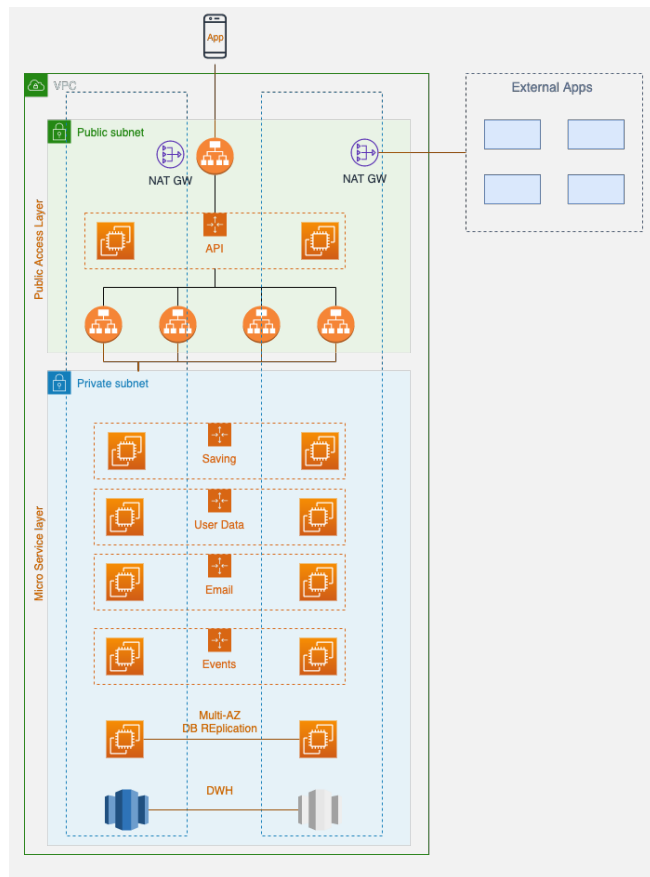 App
VPC
External Apps
Public subnet
NAT GW
NAT GW
Public Access Layer
API
Private subnet
Saving
User Data
Micro Service layer
Email
Events
Multi-AZ
DB REplication
DWH